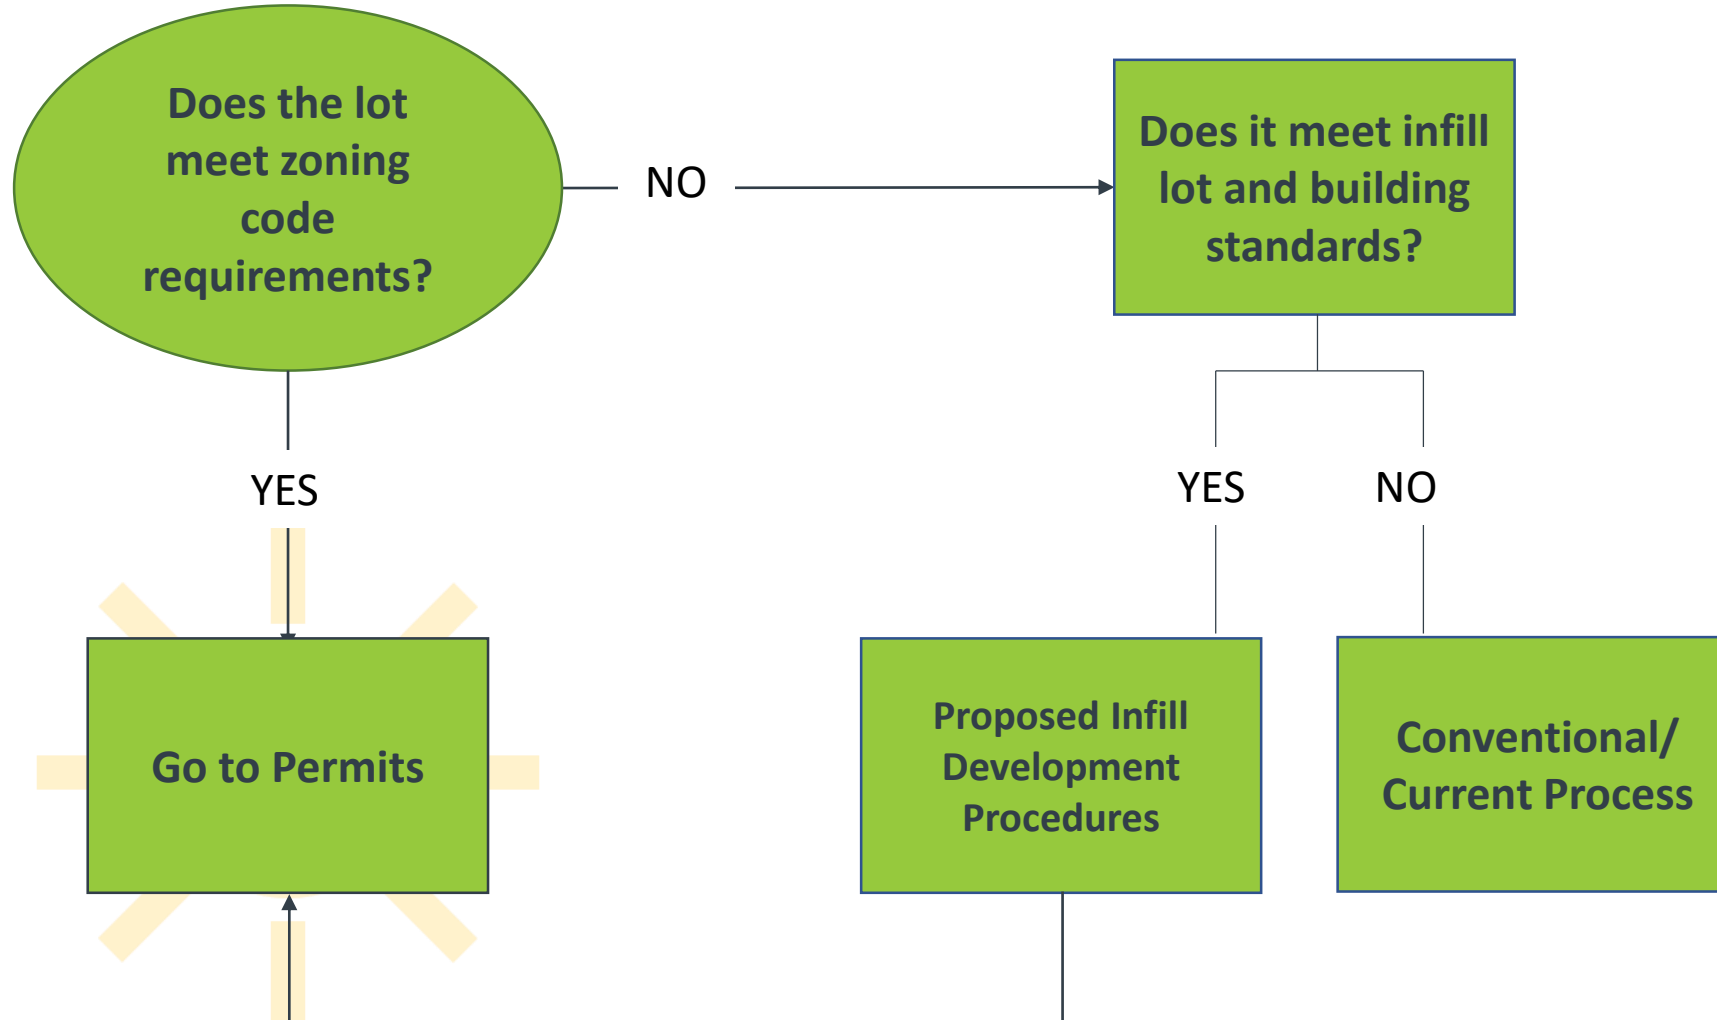 Does the lot
meet zoning
code
requirements?
NO
Does it meet infill
lot and building
standards?
YES
YES
NO
Go to Permits
Proposed Infill
Development
Procedures
Conventional/
Current Process